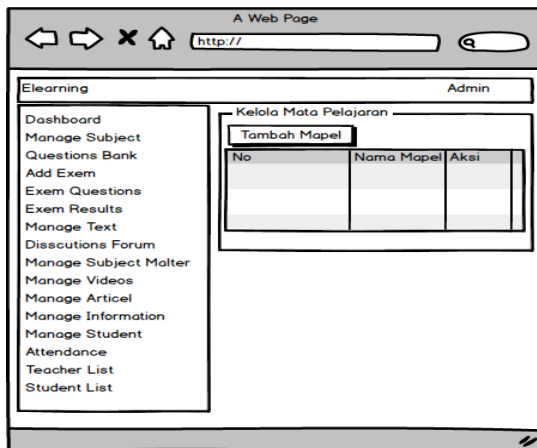 A Web Page
http://
Elearning Admin
Dashboard
Manage Subject
Questions Bank
Add Exem
Exem Questions
Exem Results
Manage Text
Disscutions Forum
Manage Subject Malter
Manage Videos
Manage Articel
Manage Information
Manage Student
Attendance
Teacher List
Student List
Kelola Mata Pelajaran
Tambah Mapel
No Nama Mapel Aksi